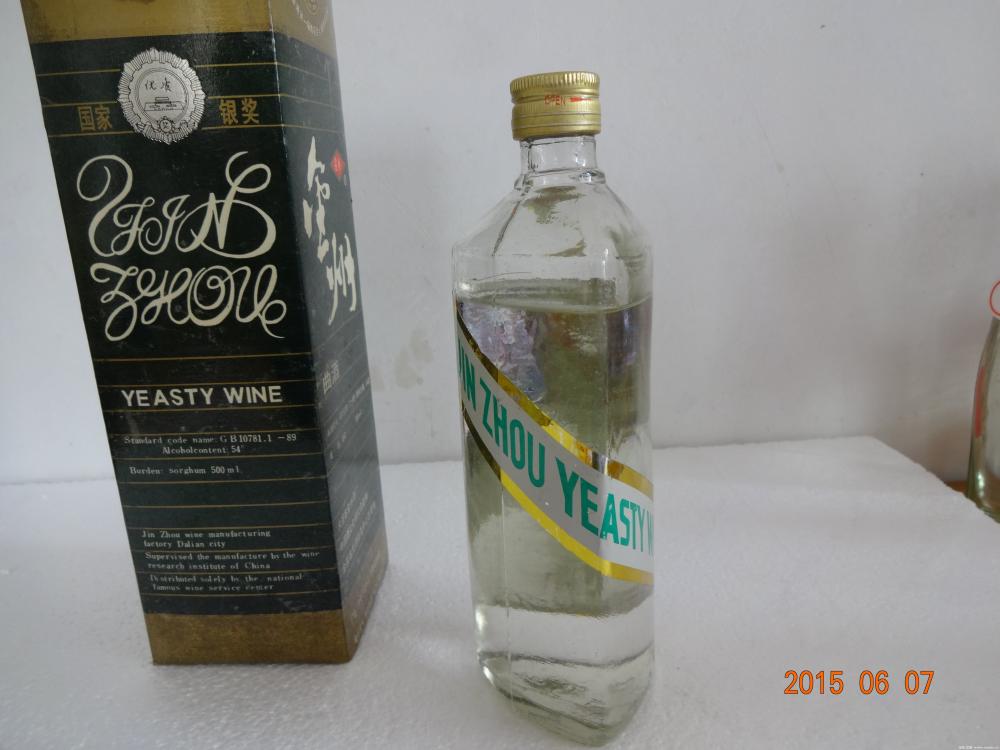 优质
国家 银奖
JIN
ZHOU
YEASTY WINE
Standard code name: GB10781.1-89
Alcoholcontent: 54°
Burden: sorghum 500ml.
Jin Zhou wine manufacturing
factory Dalian city
Supervised the manufacture by the wine
research institute of China
Distributed solely by the national
famous wine service center
金州
曲酒
OPEN
JIN ZHOU YEASTY W
2015 06 07